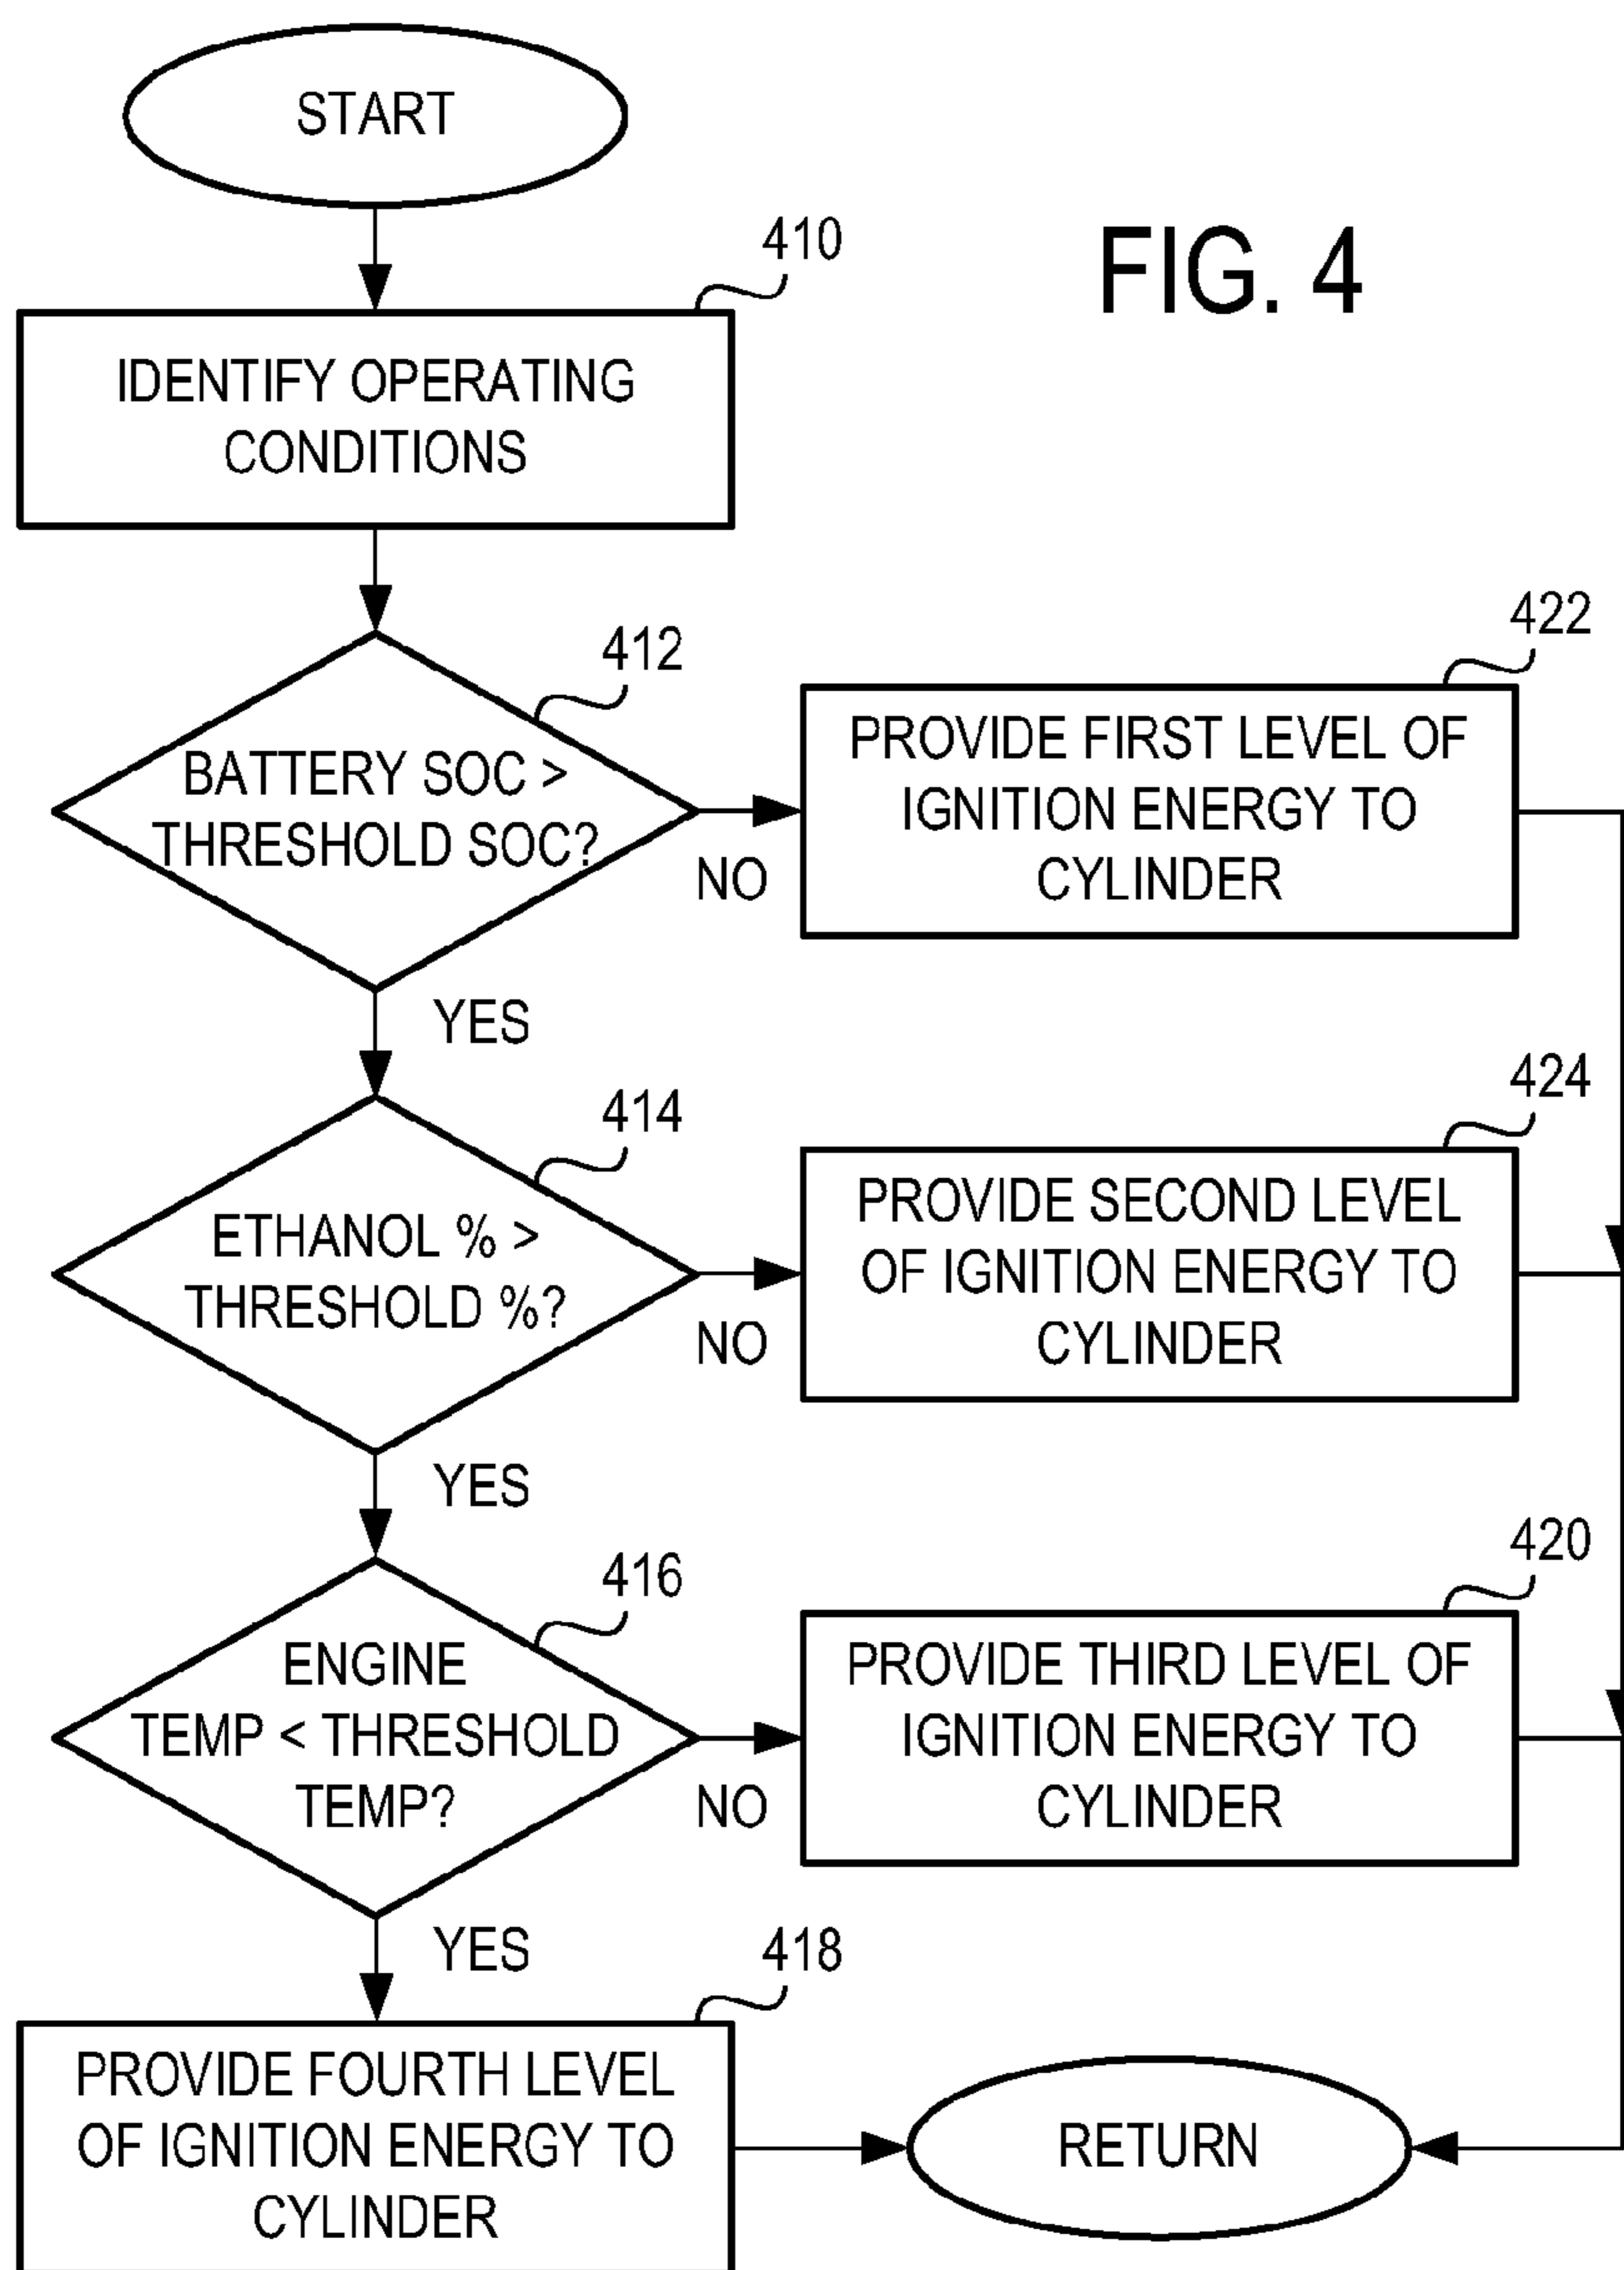 START
410
FIG. 4
IDENTIFY OPERATING
CONDITIONS
412
BATTERY SOC >
THRESHOLD SOC?
NO
YES
422
PROVIDE FIRST LEVEL OF
IGNITION ENERGY TO
CYLINDER
414
ETHANOL % >
THRESHOLD %?
NO
YES
424
PROVIDE SECOND LEVEL
OF IGNITION ENERGY TO
CYLINDER
416
ENGINE
TEMP < THRESHOLD
TEMP?
NO
YES
420
PROVIDE THIRD LEVEL OF
IGNITION ENERGY TO
CYLINDER
418
PROVIDE FOURTH LEVEL
OF IGNITION ENERGY TO
CYLINDER
RETURN